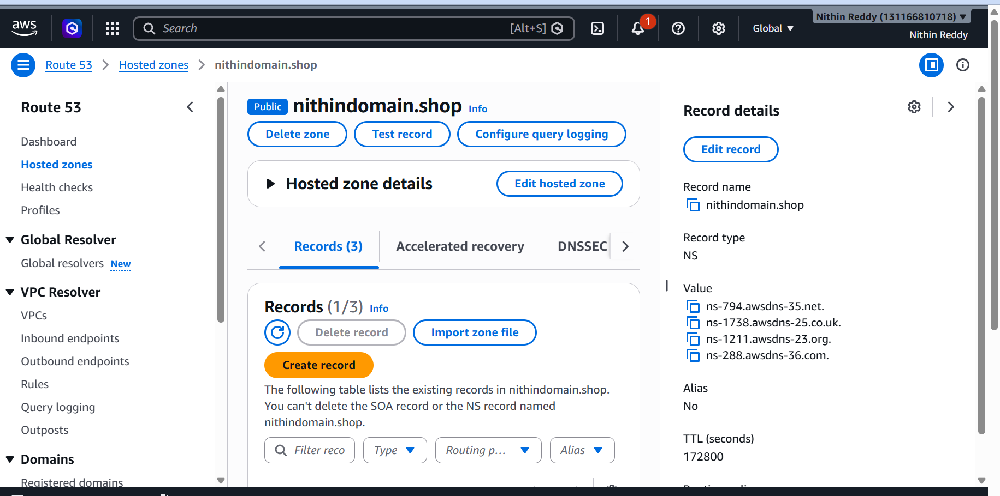 aws
Search
[Alt+S]
1
Global
Nithin Reddy (131166810718)
Nithin Reddy
Route 53
Hosted zones
nithindomain.shop
Route 53
Dashboard
Hosted zones
Health checks
Profiles
Global Resolver
Global resolvers New
VPC Resolver
VPCs
Inbound endpoints
Outbound endpoints
Rules
Query logging
Outposts
Domains
Registered domains
Public nithindomain.shop Info
Delete zone
Test record
Configure query logging
Hosted zone details
Edit hosted zone
Records (3)
Accelerated recovery
DNSSEC
Records (1/3) Info
Delete record
Import zone file
Create record
The following table lists the existing records in nithindomain.shop.
You can't delete the SOA record or the NS record named
nithindomain.shop.
Filter reco
Type
Routing p...
Alias
Record details
Edit record
Record name
nithindomain.shop
Record type
NS
Value
ns-794.awsdns-35.net.
ns-1738.awsdns-25.co.uk.
ns-1211.awsdns-23.org.
ns-288.awsdns-36.com.
Alias
No
TTL (seconds)
172800